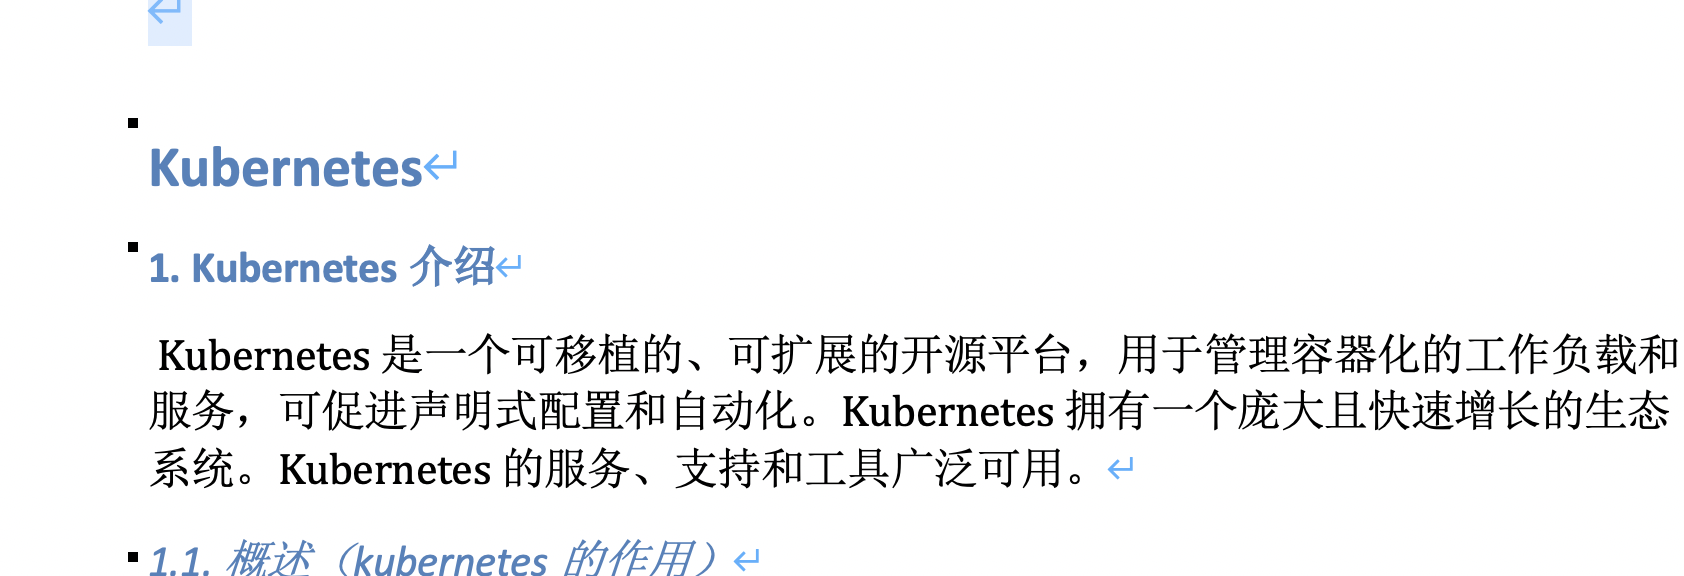 Kubernetes
1. Kubernetes 介绍
Kubernetes 是一个可移植的、可扩展的开源平台，用于管理容器化的工作负载和
服务，可促进声明式配置和自动化。Kubernetes 拥有一个庞大且快速增长的生态
系统。Kubernetes 的服务、支持和工具广泛可用。
1.1. 概述（kubernetes 的作用）